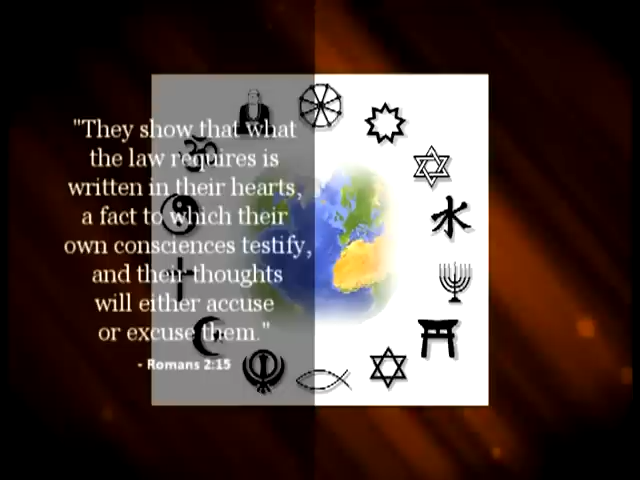 "They show that what
the law requires is
written in their hearts,
a fact to which their
own consciences testify,
and their thoughts
will either accuse
or excuse them."
- Romans 2:15